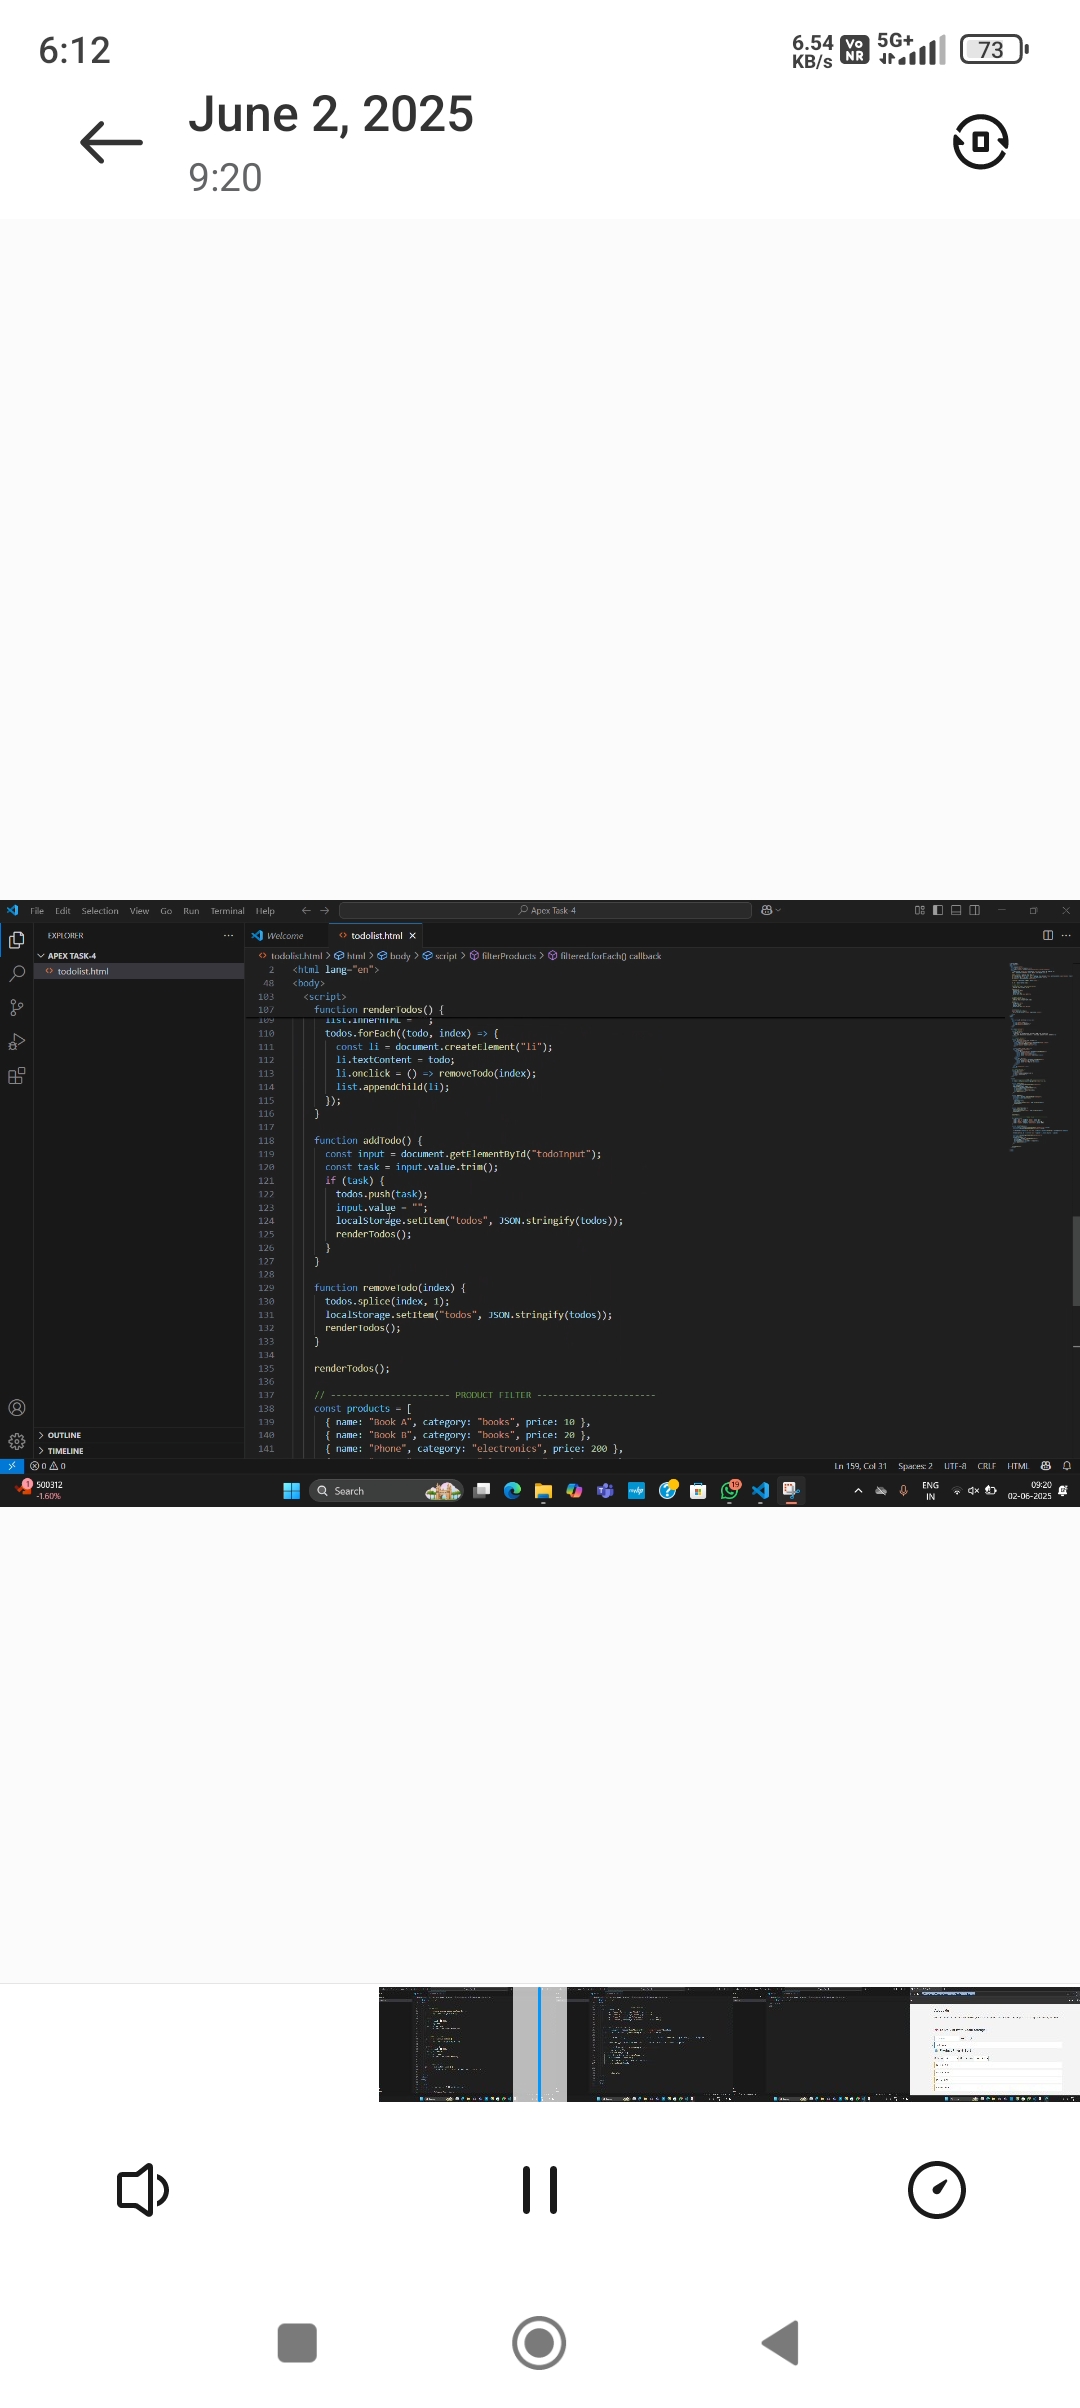 6:12
6.54 KB/s
Vo NR
5G+
73
June 2, 2025
9:20
File Edit Selection View Go Run Terminal Help
Apex Task-4
EXPLORER
Welcome
todolist.html
APEX TASK-4
todolist.html > html > body > script > filterProducts > filtered.forEach() callback
todolist.html
2 <html lang="en">
48 <body>
103 <script>
107 function renderTodos() {
109 list.innerHTML = "";
110 todos.forEach((todo, index) => {
111 const li = document.createElement("li");
112 li.textContent = todo;
113 li.onclick = () => removeTodo(index);
114 list.appendChild(li);
115 });
116 }
117
118 function addTodo() {
119 const input = document.getElementById("todoInput");
120 const task = input.value.trim();
121 if (task) {
122 todos.push(task);
123 input.value = "";
124 localStorage.setItem("todos", JSON.stringify(todos));
125 renderTodos();
126 }
127 }
128
129 function removeTodo(index) {
130 todos.splice(index, 1);
131 localStorage.setItem("todos", JSON.stringify(todos));
132 renderTodos();
133 }
134
135 renderTodos();
136
137 // ---------------------- PRODUCT FILTER ----------------------
138 const products = [
139 { name: "Book A", category: "books", price: 10 },
140 { name: "Book B", category: "books", price: 20 },
141 { name: "Phone", category: "electronics", price: 200 },
OUTLINE
TIMELINE
0 0
Ln 159, Col 31 Spaces: 2 UTF-8 CRLF HTML
1
500312
-1.60%
Search
19
ENG
IN
09:20
02-06-2025